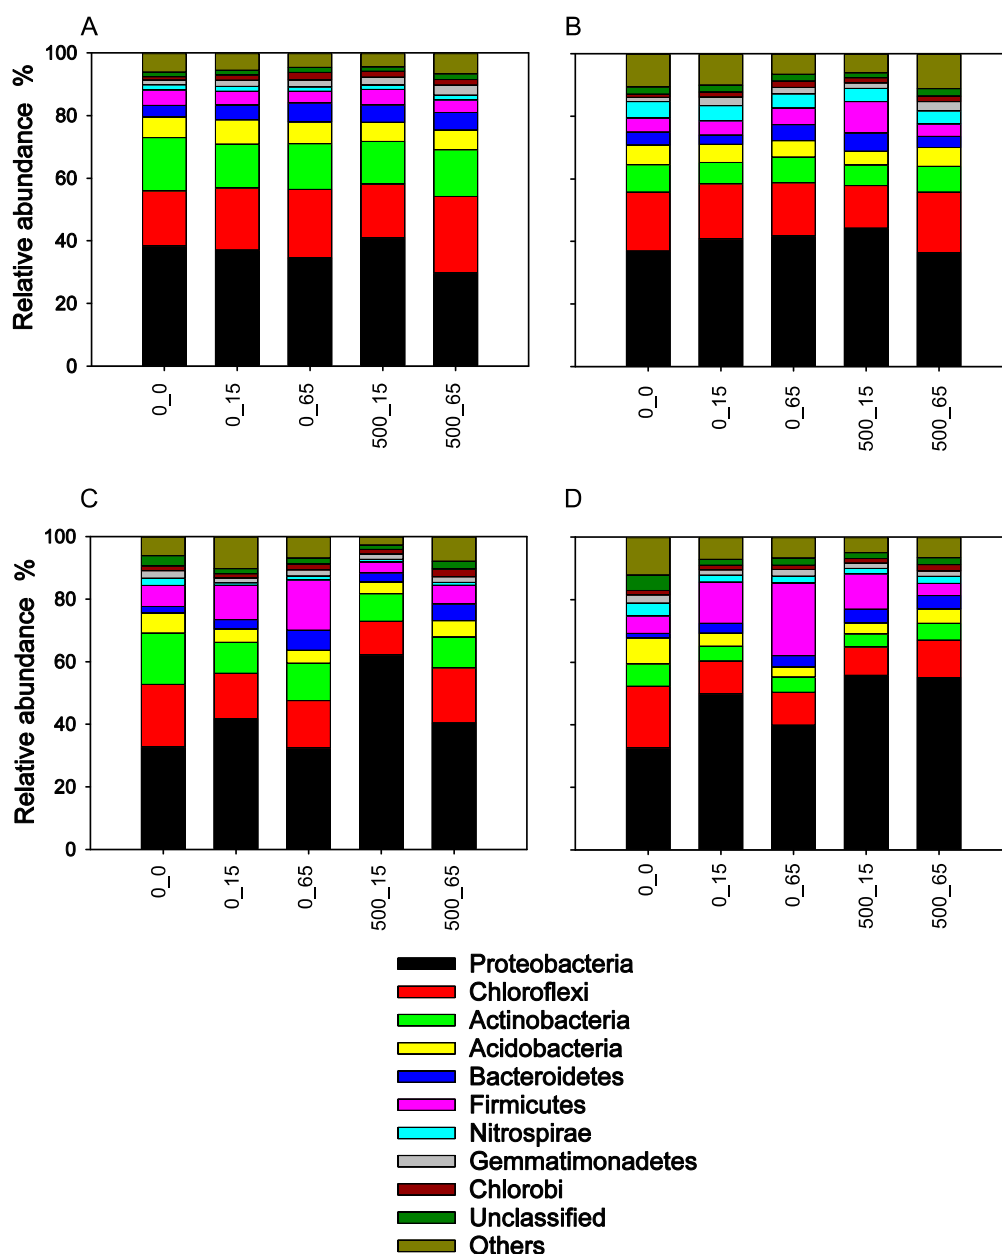 A
B
Relative abundance %
100
80
60
40
20
0
0_0
0_15
0_65
500_15
500_65
0_0
0_15
0_65
500_15
500_65
C
D
Relative abundance %
100
80
60
40
20
0
0_0
0_15
0_65
500_15
500_65
0_0
0_15
0_65
500_15
500_65
Proteobacteria
Chloroflexi
Actinobacteria
Acidobacteria
Bacteroidetes
Firmicutes
Nitrospirae
Gemmatimonadetes
Chlorobi
Unclassified
Others